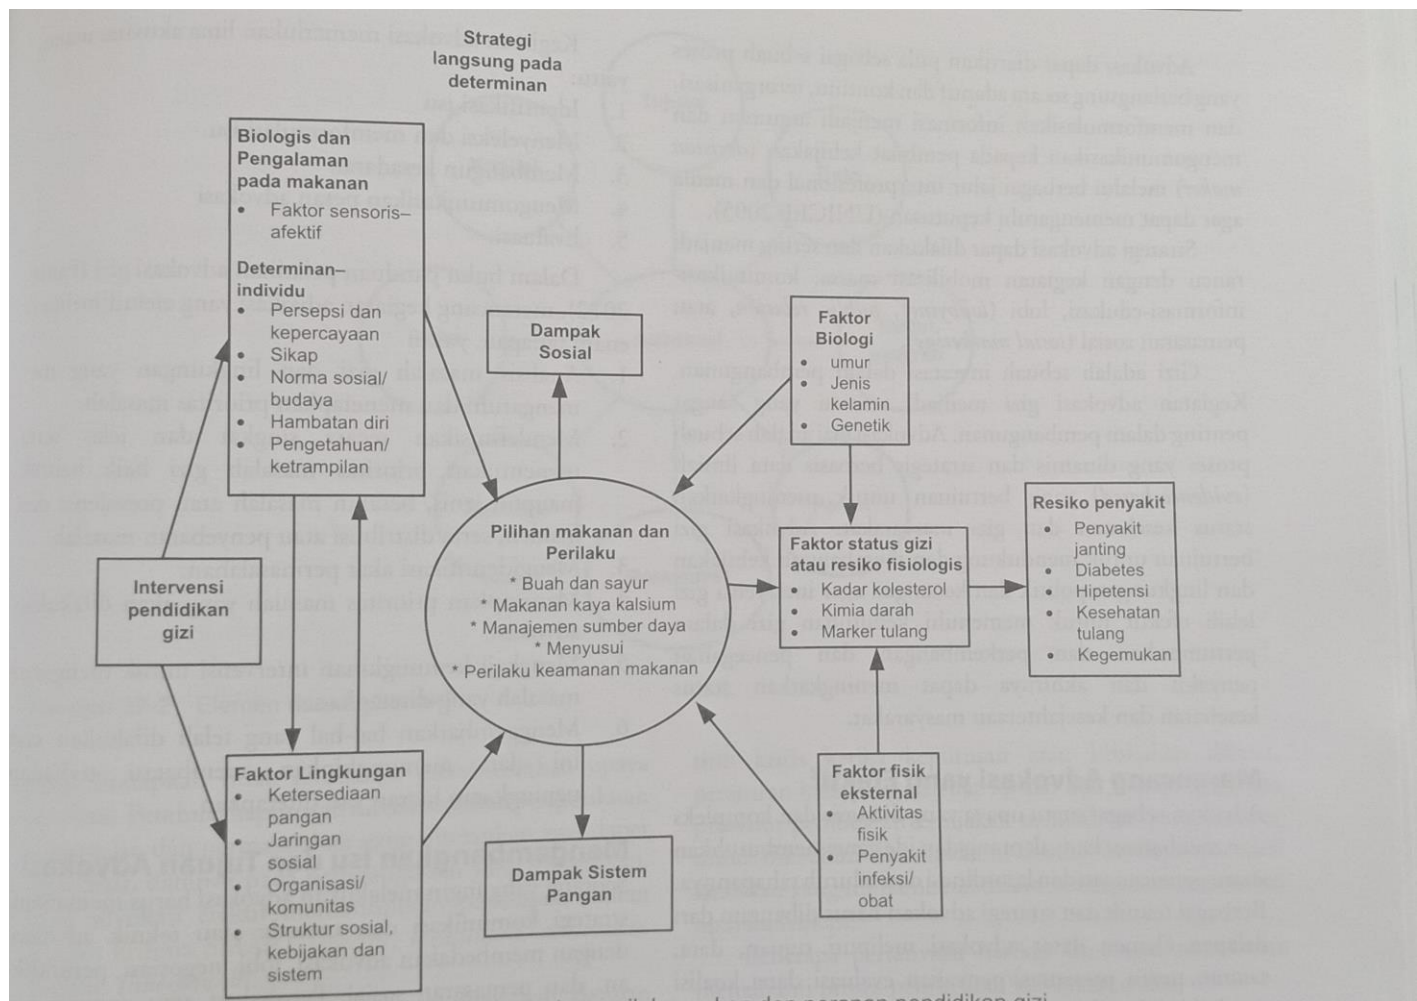 Strategi
langsung pada
determinan
Biologis dan
Pengalaman
pada makanan
• Faktor sensoris–
afektif
Determinan–
individu
• Persepsi dan
kepercayaan
• Sikap
• Norma sosial/
budaya
• Hambatan diri
• Pengetahuan/
ketrampilan
Dampak
Sosial
Faktor
Biologi
• umur
• Jenis
kelamin
• Genetik
Intervensi
pendidikan
gizi
Pilihan makanan dan
Perilaku
* Buah dan sayur
* Makanan kaya kalsium
* Manajemen sumber daya
* Menyusui
* Perilaku keamanan makanan
Faktor status gizi
atau resiko fisiologis
• Kadar kolesterol
• Kimia darah
• Marker tulang
Resiko penyakit
• Penyakit
janting
• Diabetes
• Hipetensi
• Kesehatan
tulang
• Kegemukan
Faktor Lingkungan
• Ketersediaan
pangan
• Jaringan
sosial
• Organisasi/
komunitas
• Struktur sosial,
kebijakan dan
sistem
Dampak Sistem
Pangan
Faktor fisik
eksternal
• Aktivitas
fisik
• Penyakit
infeksi/
obat
dan peranan pendidikan gizi